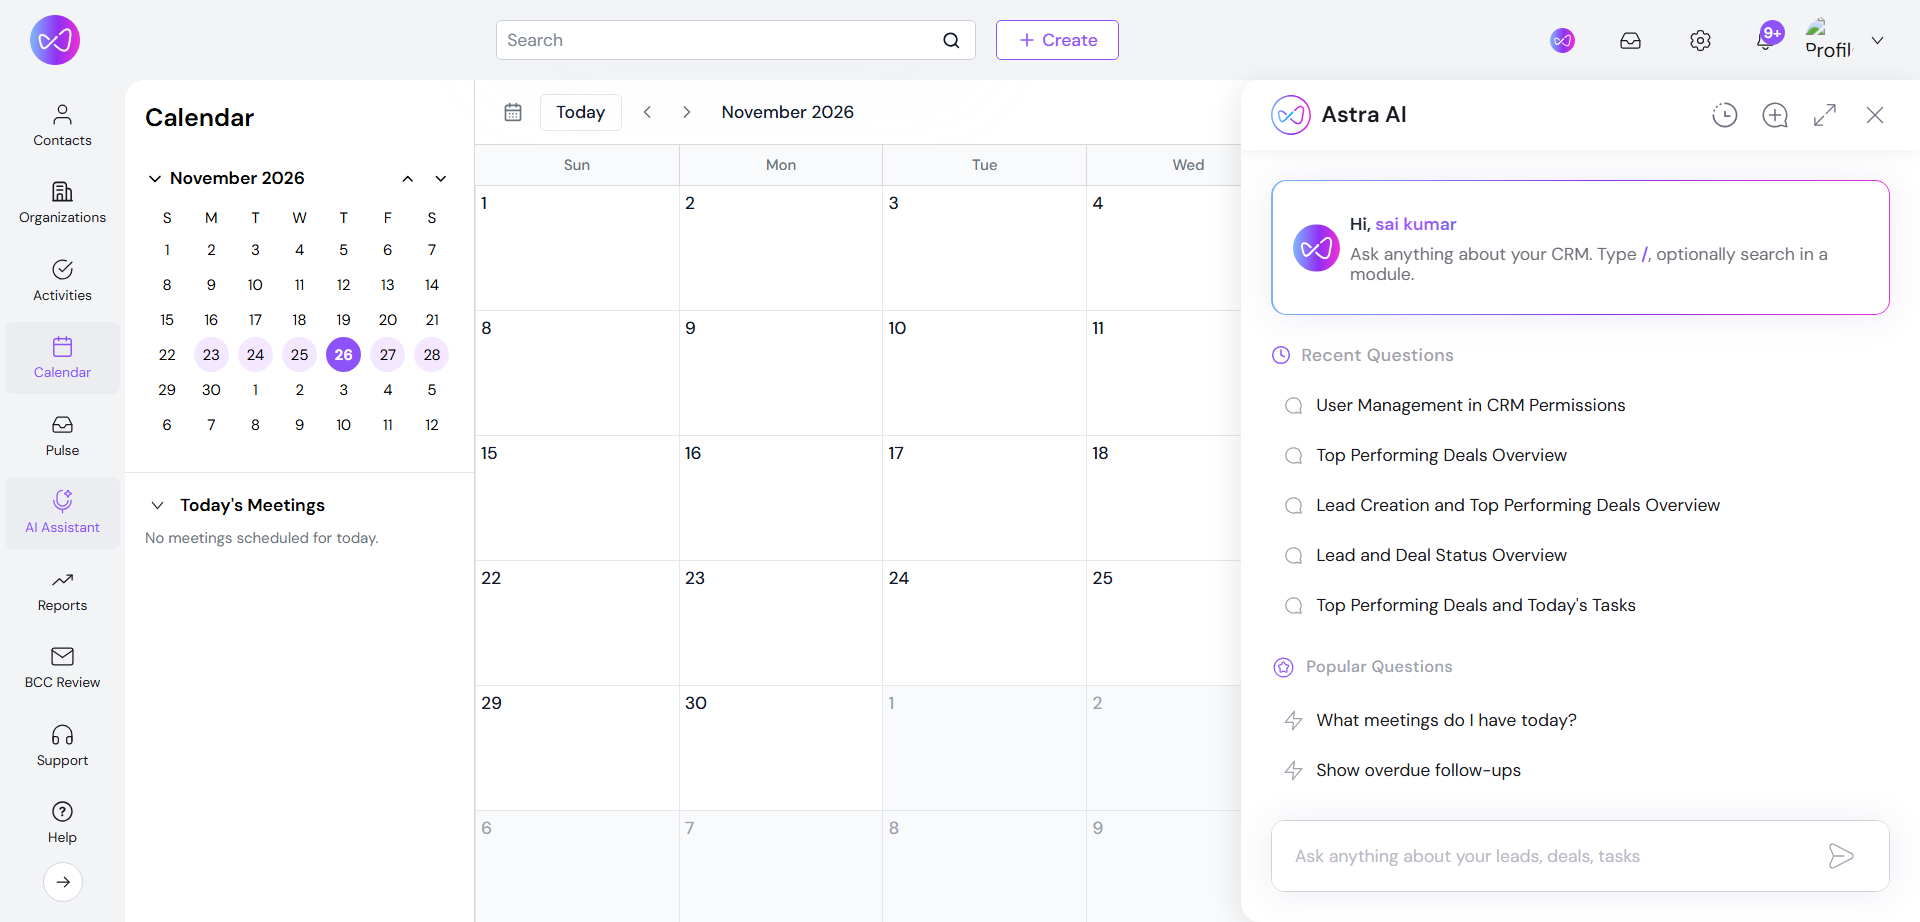 Search
+ Create
9+
Profil
Contacts
Organizations
Activities
Calendar
Pulse
AI Assistant
Reports
BCC Review
Support
Help
Calendar
November 2026
S M T W T F S
1 2 3 4 5 6 7
8 9 10 11 12 13 14
15 16 17 18 19 20 21
22 23 24 25 26 27 28
29 30 1 2 3 4 5
6 7 8 9 10 11 12
Today's Meetings
No meetings scheduled for today.
Today November 2026
Sun Mon Tue Wed
1 2 3 4
8 9 10 11
15 16 17 18
22 23 24 25
29 30 1 2
6 7 8 9
Astra AI
Hi, sai kumar
Ask anything about your CRM. Type /, optionally search in a
module.
Recent Questions
User Management in CRM Permissions
Top Performing Deals Overview
Lead Creation and Top Performing Deals Overview
Lead and Deal Status Overview
Top Performing Deals and Today's Tasks
Popular Questions
What meetings do I have today?
Show overdue follow-ups
Ask anything about your leads, deals, tasks